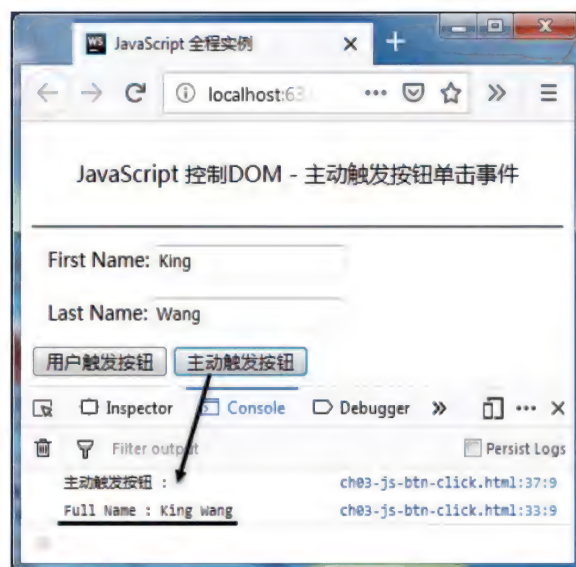 WS JavaScript 全程实例
localhost:63
JavaScript 控制DOM - 主动触发按钮单击事件
First Name: King
Last Name: Wang
用户触发按钮 主动触发按钮
Inspector Console Debugger
Filter output Persist Logs
主动触发按钮 : ch03-js-btn-click.html:37:9
Full Name : King Wang ch03-js-btn-click.html:33:9